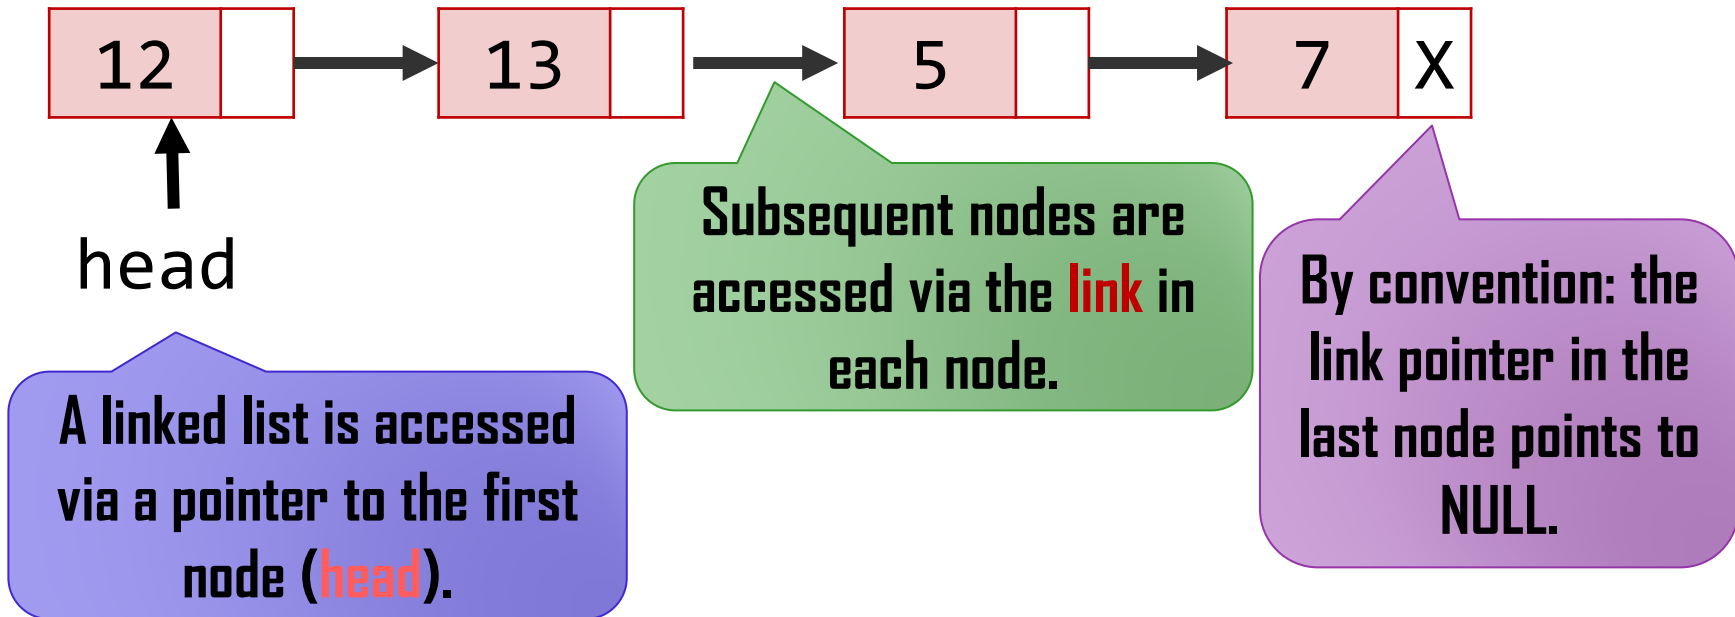 12 13 5 7 X
head
Subsequent nodes are
accessed via the link in
each node.
By convention: the
link pointer in the
last node points to
NULL.
A linked list is accessed
via a pointer to the first
node (head).